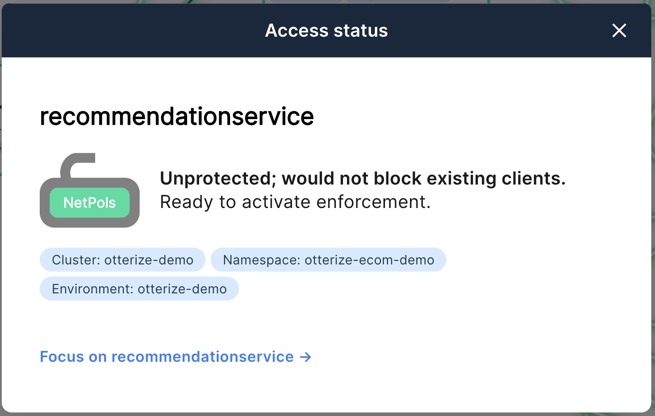 Access status
recommendationservice
NetPols
Unprotected; would not block existing clients.
Ready to activate enforcement.
Cluster: otterize-demo
Namespace: otterize-ecom-demo
Environment: otterize-demo
Focus on recommendationservice →